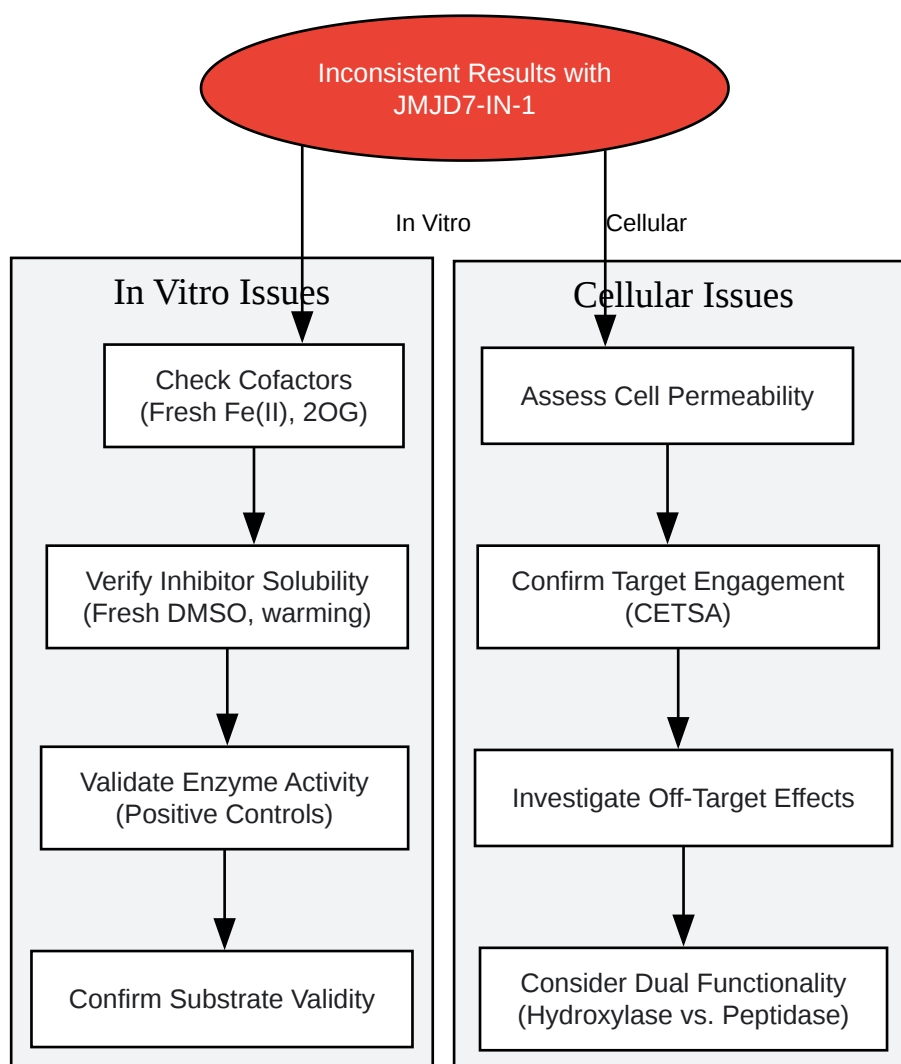 Inconsistent Results with
JMJD7-IN-1
In Vitro
Cellular
In Vitro Issues
Check Cofactors
(Fresh Fe(II), 2OG)
Verify Inhibitor Solubility
(Fresh DMSO, warming)
Validate Enzyme Activity
(Positive Controls)
Confirm Substrate Validity
Cellular Issues
Assess Cell Permeability
Confirm Target Engagement
(CETSA)
Investigate Off-Target Effects
Consider Dual Functionality
(Hydroxylase vs. Peptidase)